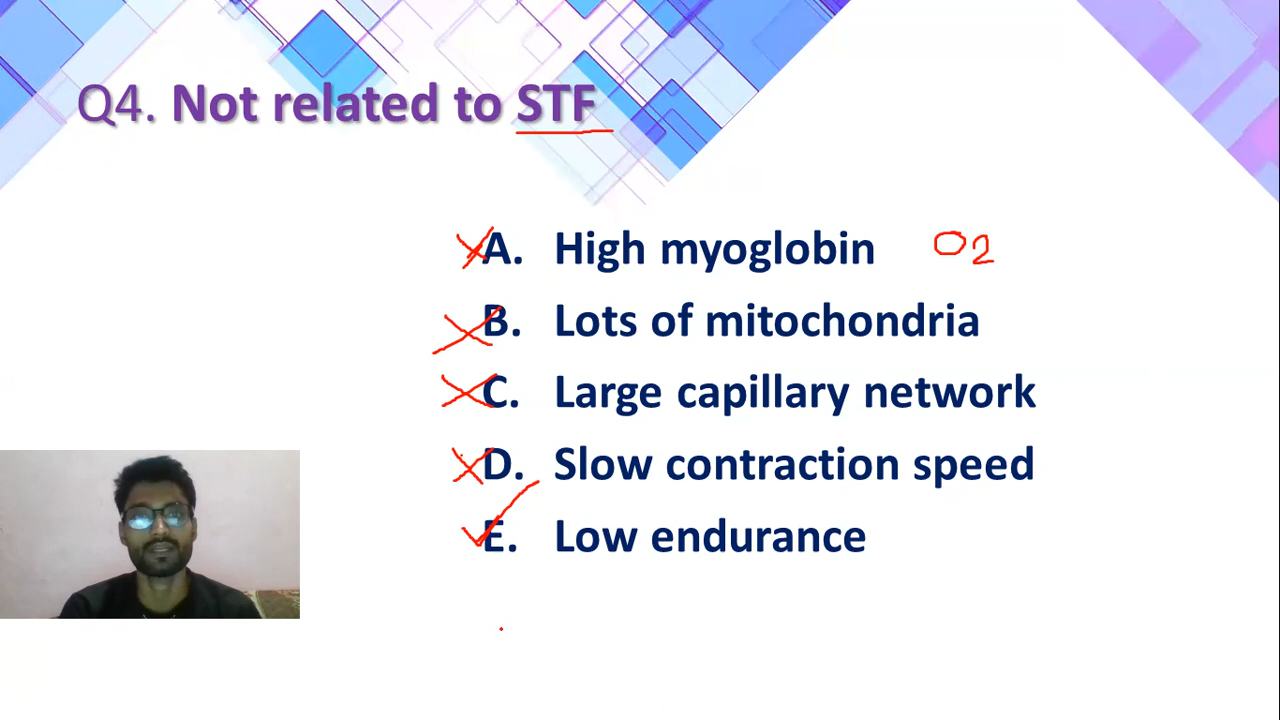 Q4. Not related to STF
A. High myoglobin O2
B. Lots of mitochondria
C. Large capillary network
D. Slow contraction speed
E. Low endurance